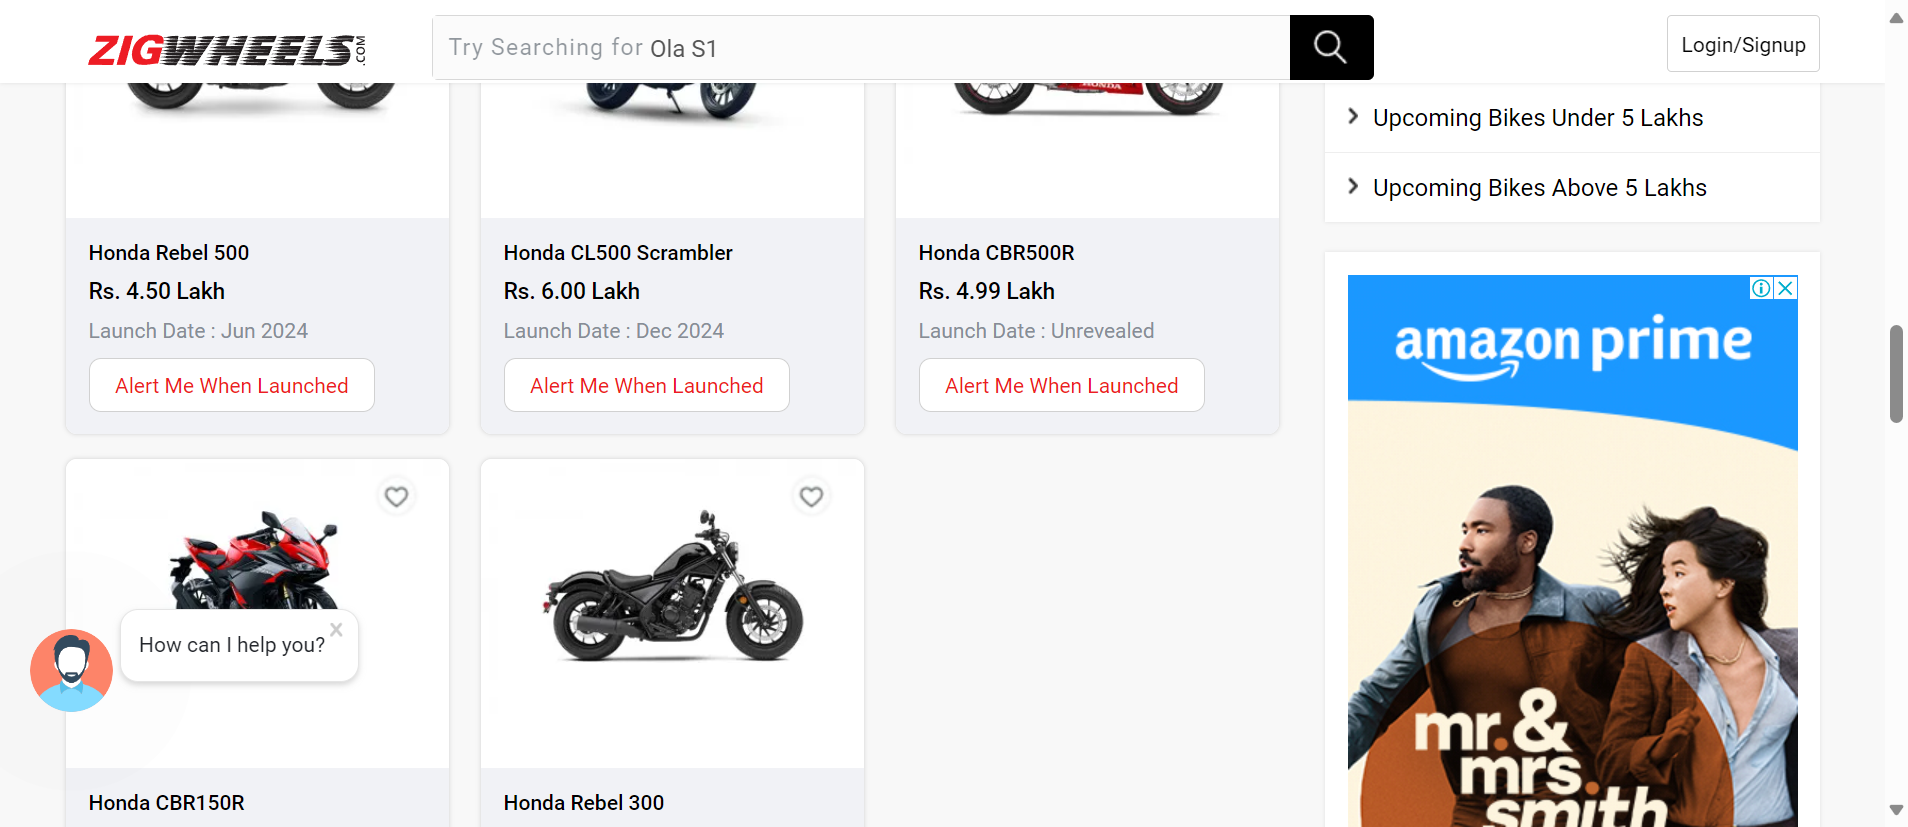 ZIGWHEELS.COM
Try Searching for Ola S1
Login/Signup
HONDA
Upcoming Bikes Under 5 Lakhs
Upcoming Bikes Above 5 Lakhs
Honda Rebel 500
Rs. 4.50 Lakh
Launch Date : Jun 2024
Alert Me When Launched
Honda CL500 Scrambler
Rs. 6.00 Lakh
Launch Date : Dec 2024
Alert Me When Launched
Honda CBR500R
Rs. 4.99 Lakh
Launch Date : Unrevealed
Alert Me When Launched
amazon prime
mr.&
mrs.
smith
How can I help you?
Honda CBR150R
Honda Rebel 300